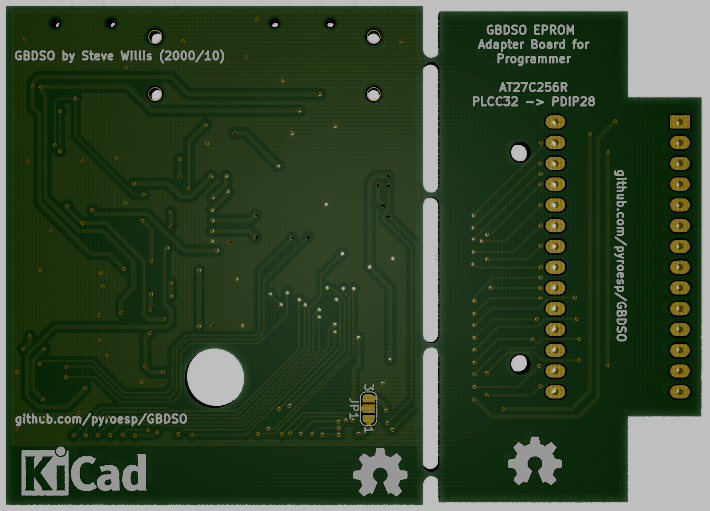 GBDSO by Steve Willis (2000/10)
GBDSO EPROM
Adapter Board for
Programmer
AT27C256R
PLCC32 -> PDIP28
github.com/pyroesp/GBDSO
github.com/pyroesp/GBDSO
3
JP1
1
KiCad